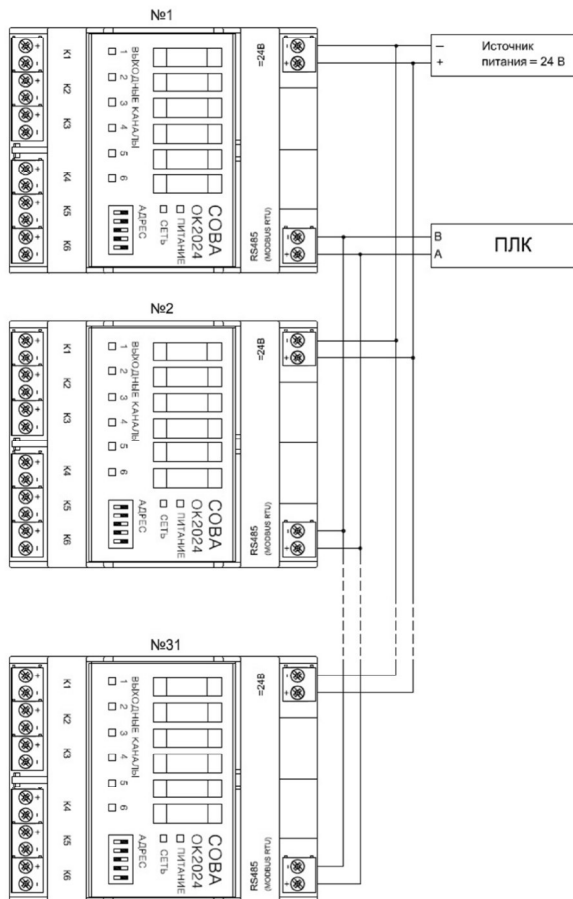 №1
+
-
+
-
+
-
+
-
+
-
+
-
K1
K2
K3
K4
K5
K6
1
2
3
4
5
6
ВЫХОДНЫЕ КАНАЛЫ
АДРЕС
СОВА
ОК2024
ПИТАНИЕ
СЕТЬ
=24В
RS485
(MODBUS RTU)
-
+
-
+
–
+
Источник
питания = 24 В
B
A
ПЛК
№2
+
-
+
-
+
-
+
-
+
-
+
-
K1
K2
K3
K4
K5
K6
1
2
3
4
5
6
ВЫХОДНЫЕ КАНАЛЫ
АДРЕС
СОВА
ОК2024
ПИТАНИЕ
СЕТЬ
=24В
RS485
(MODBUS RTU)
-
+
-
+
№31
+
-
+
-
+
-
+
-
+
-
+
-
K1
K2
K3
K4
K5
K6
1
2
3
4
5
6
ВЫХОДНЫЕ КАНАЛЫ
АДРЕС
СОВА
ОК2024
ПИТАНИЕ
СЕТЬ
=24В
RS485
(MODBUS RTU)
-
+
-
+